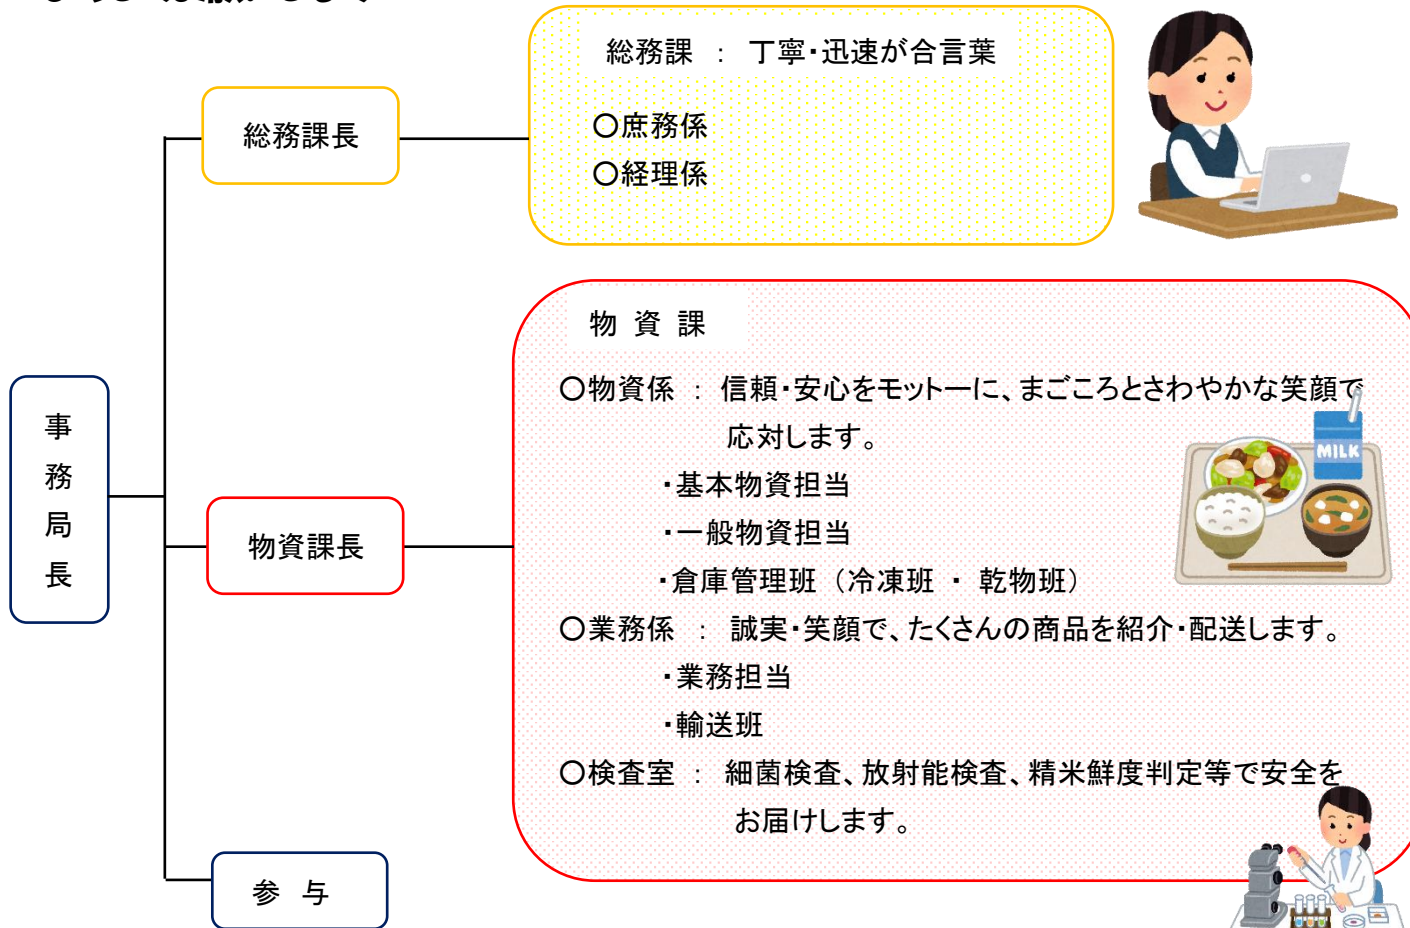 総務課 ： 丁寧・迅速が合言葉
〇庶務係
〇経理係
総務課長
物 資 課
〇物資係 ： 信頼・安心をモットーに、まごころとさわやかな笑顔で
応対します。
・基本物資担当
・一般物資担当
・倉庫管理班 （冷凍班 ・ 乾物班）
〇業務係 ： 誠実・笑顔で、たくさんの商品を紹介・配送します。
・業務担当
・輸送班
〇検査室 ： 細菌検査、放射能検査、精米鮮度判定等で安全を
お届けします。
MILK
事務局長
物資課長
参 与